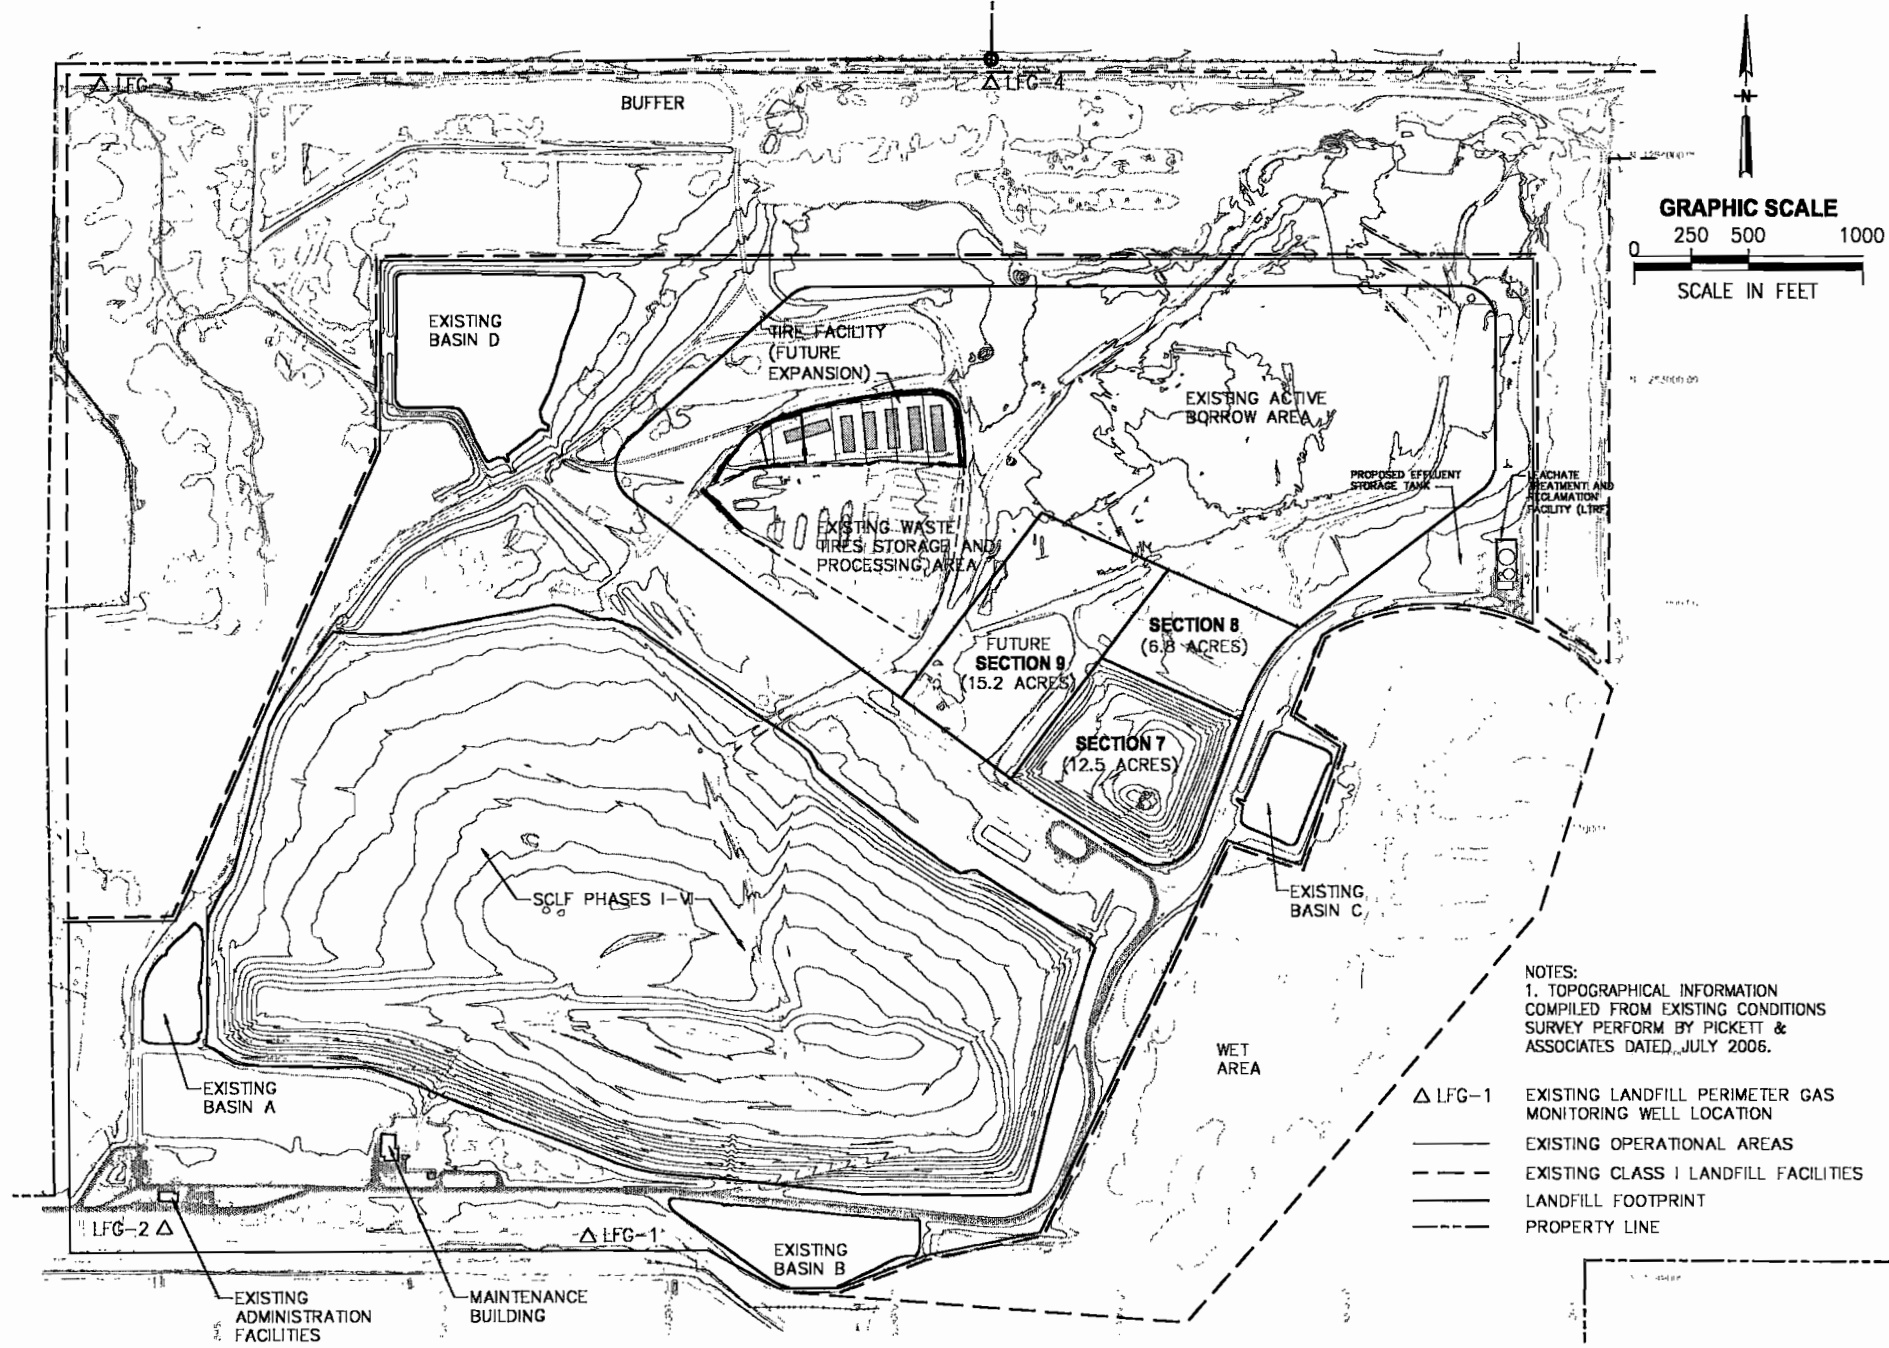 △ LFG-3
△ LFG-4
BUFFER
N
GRAPHIC SCALE
0 250 500 1000
SCALE IN FEET
EXISTING
BASIN D
TIRE FACILITY
(FUTURE
EXPANSION)
EXISTING ACTIVE
BORROW AREA
PROPOSED EFFLUENT
STORAGE TANK
LEACHATE
TREATMENT AND
RECLAMATION
FACILITY (LTRF)
EXISTING WASTE
TIRES STORAGE AND
PROCESSING AREA
SECTION 8
(6.8 ACRES)
FUTURE
SECTION 9
(15.2 ACRES)
SECTION 7
(12.5 ACRES)
SCLF PHASES I-VI
EXISTING
BASIN C
EXISTING
BASIN A
WET
AREA
NOTES:
1. TOPOGRAPHICAL INFORMATION
COMPILED FROM EXISTING CONDITIONS
SURVEY PERFORM BY PICKETT &
ASSOCIATES DATED, JULY 2006.
△ LFG-1 EXISTING LANDFILL PERIMETER GAS
MONITORING WELL LOCATION
EXISTING OPERATIONAL AREAS
EXISTING CLASS I LANDFILL FACILITIES
LANDFILL FOOTPRINT
PROPERTY LINE
LFG-2 △
△ LFG-1
EXISTING
BASIN B
EXISTING
ADMINISTRATION
FACILITIES
MAINTENANCE
BUILDING